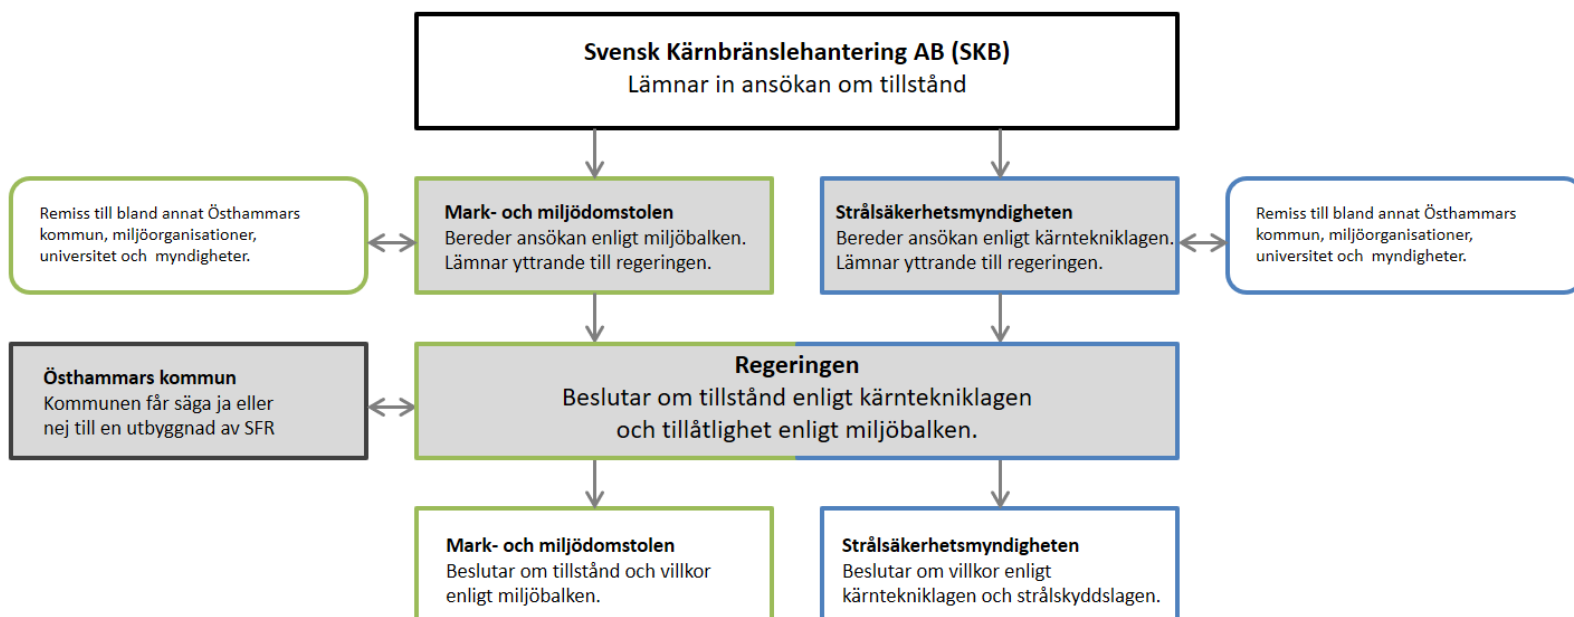 Svensk Kärnbränslehantering AB (SKB)
Lämnar in ansökan om tillstånd
Remiss till bland annat Östhammars
kommun, miljöorganisationer,
universitet och myndigheter.
Mark- och miljödomstolen
Bereder ansökan enligt miljöbalken.
Lämnar yttrande till regeringen.
Strålsäkerhetsmyndigheten
Bereder ansökan enligt kärntekniklagen.
Lämnar yttrande till regeringen.
Remiss till bland annat Östhammars
kommun, miljöorganisationer,
universitet och myndigheter.
Östhammars kommun
Kommunen får säga ja eller
nej till en utbyggnad av SFR
Regeringen
Beslutar om tillstånd enligt kärntekniklagen
och tillåtlighet enligt miljöbalken.
Mark- och miljödomstolen
Beslutar om tillstånd och villkor
enligt miljöbalken.
Strålsäkerhetsmyndigheten
Beslutar om villkor enligt
kärntekniklagen och strålskyddslagen.